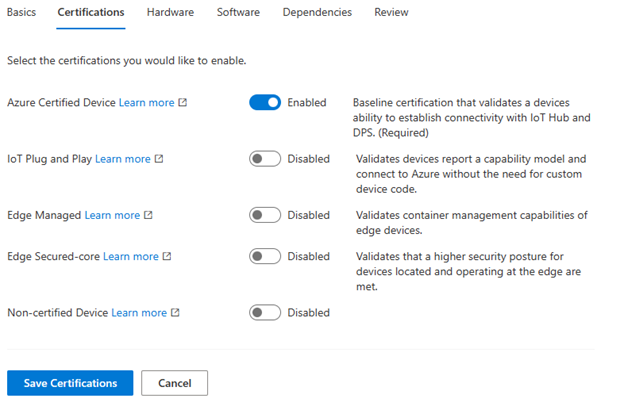 Basics Certifications Hardware Software Dependencies Review
Select the certifications you would like to enable.
Azure Certified Device Learn more Enabled Baseline certification that validates a devices
ability to establish connectivity with IoT Hub and
DPS. (Required)
IoT Plug and Play Learn more Disabled Validates devices report a capability model and
connect to Azure without the need for custom
device code.
Edge Managed Learn more Disabled Validates container management capabilities of
edge devices.
Edge Secured-core Learn more Disabled Validates that a higher security posture for
devices located and operating at the edge are
met.
Non-certified Device Learn more Disabled
Save Certifications Cancel